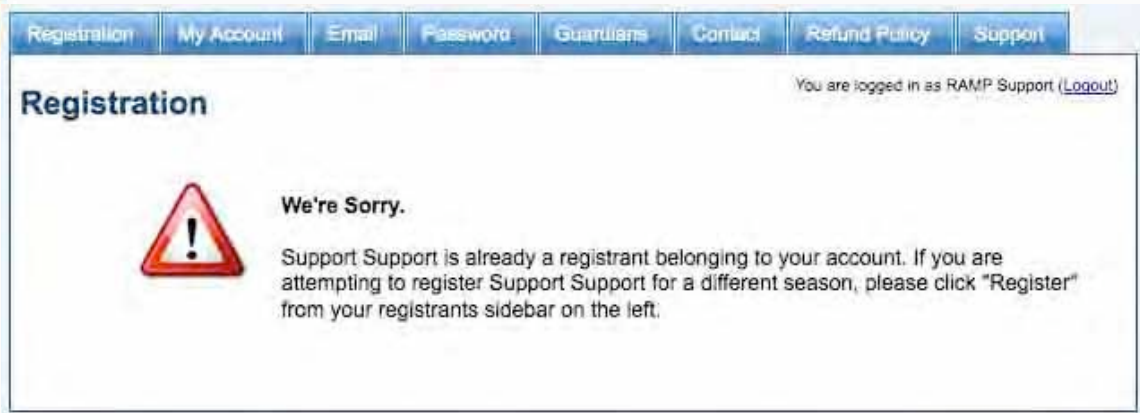 Registration My Account Email Password Guardians Contact Refund Policy Support
You are logged in as RAMP Support (Logout)
Registration
We're Sorry.
Support Support is already a registrant belonging to your account. If you are
attempting to register Support Support for a different season, please click "Register"
from your registrants sidebar on the left.